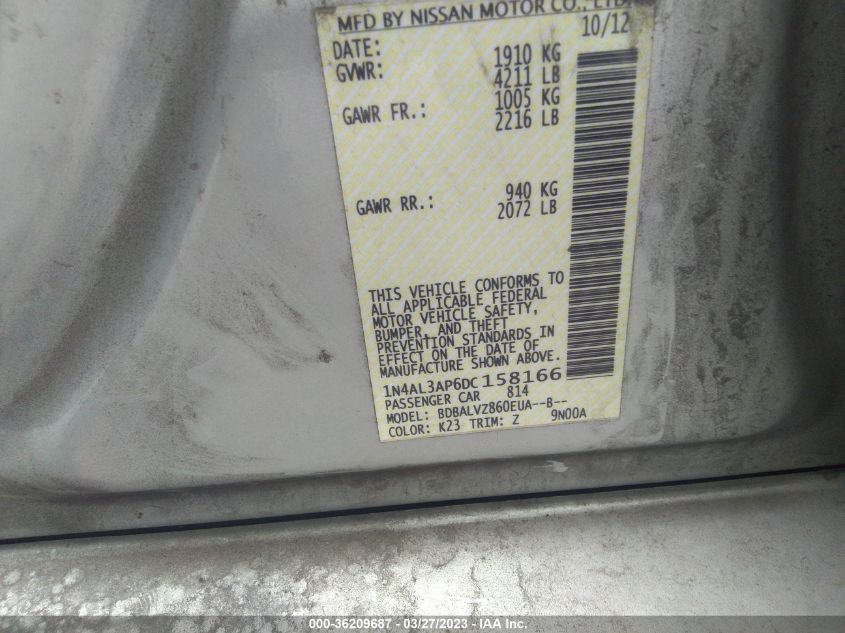 MFD BY NISSAN MOTOR CO., LTD.
DATE: 10/12
GVWR: 1910 KG
4211 LB
GAWR FR.: 1005 KG
2216 LB
GAWR RR.: 940 KG
2072 LB
THIS VEHICLE CONFORMS TO
ALL APPLICABLE FEDERAL
MOTOR VEHICLE SAFETY,
BUMPER, AND THEFT
PREVENTION STANDARDS IN
EFFECT ON THE DATE OF
MANUFACTURE SHOWN ABOVE.
1N4AL3AP6DC158166
PASSENGER CAR 814
MODEL: BDBALVZ860EUA--B--
COLOR: K23 TRIM: Z 9N00A
000-36209687 - 03/27/2023 - IAA Inc.